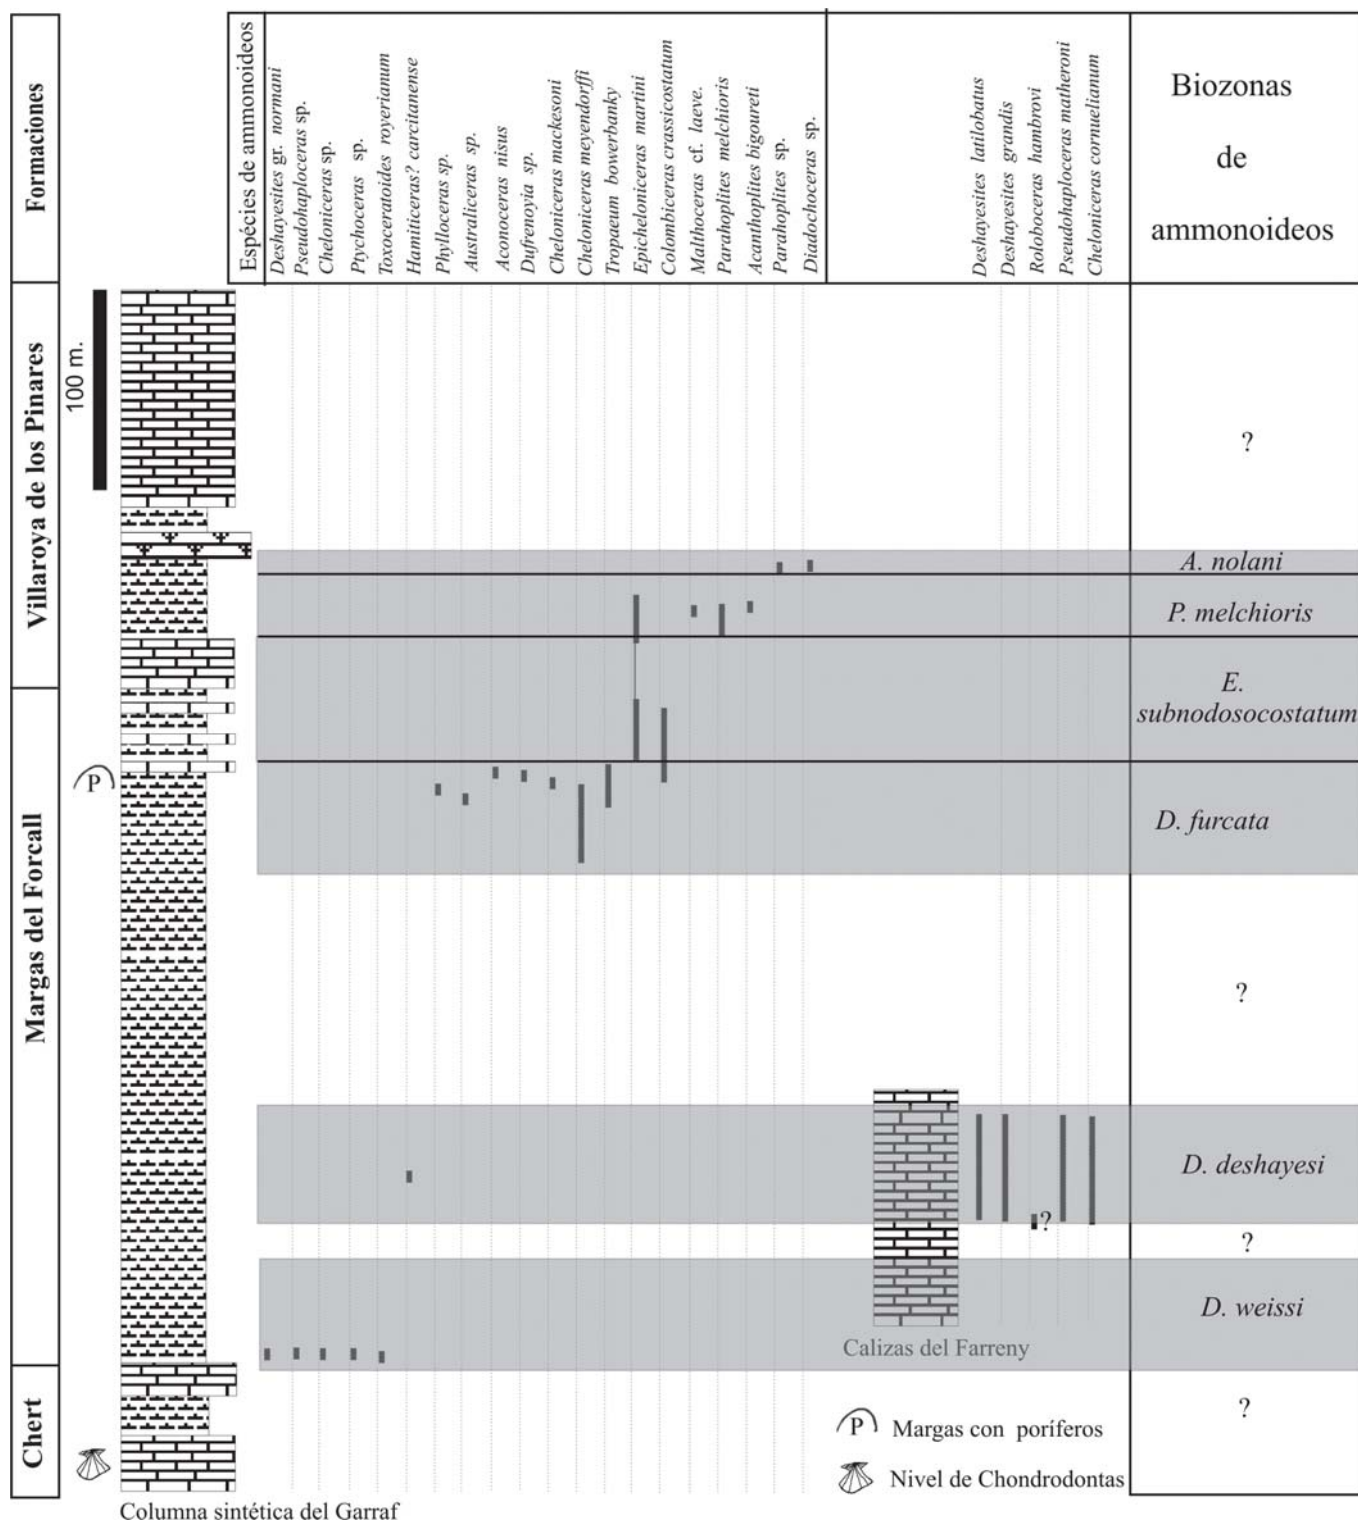 Formaciones
Espécies de ammonoideos
Deshayesites gr. normani
Pseudohaploceras sp.
Cheloniceras sp.
Ptychoceras sp.
Toxoceratoides royerianum
Hamiticeras? carcitanense
Phylloceras sp.
Australiceras sp.
Aconoceras nisus
Dufrenoyia sp.
Cheloniceras mackesoni
Cheloniceras meyendorffi
Tropaeum bowerbanky
Epicheloniceras martini
Colombiceras crassicostatum
Malthoceras cf. laeve.
Parahoplites melchioris
Acanthoplites bigoureti
Parahoplites sp.
Diadochoceras sp.
Deshayesites latilobatus
Deshayesites grandis
Roloboceras hambrovi
Pseudohaploceras matheroni
Cheloniceras cornuelianum
Biozonas
de
ammonoideos
Villaroya de los Pinares
100 m.
?
A. nolani
P. melchioris
E.
subnodosocostatum
Margas del Forcall
P
D. furcata
?
D. deshayesi
?
?
D. weissi
Calizas del Farreny
Chert
?
P Margas con poríferos
Nivel de Chondrodontas
Columna sintética del Garraf